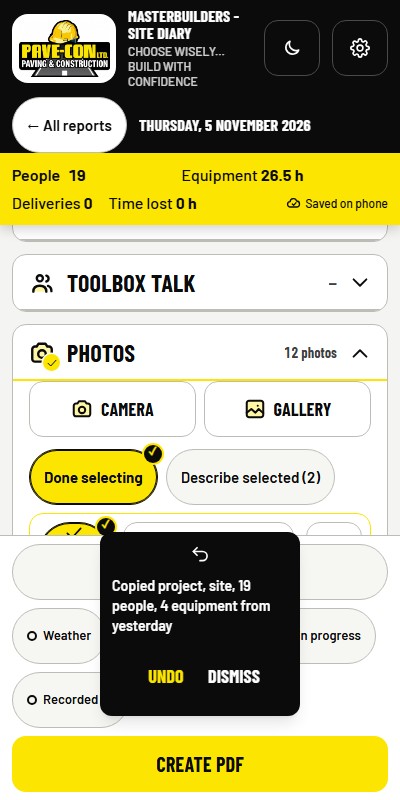 PAVE-CON LTD.
PAVING & CONSTRUCTION
MASTERBUILDERS -
SITE DIARY
CHOOSE WISELY...
BUILD WITH
CONFIDENCE
← All reports
THURSDAY, 5 NOVEMBER 2026
People 19
Equipment 26.5 h
Deliveries 0 Time lost 0 h
Saved on phone
TOOLBOX TALK
–
PHOTOS
12 photos
CAMERA
GALLERY
Done selecting
Describe selected (2)
Copied project, site, 19
people, 4 equipment from
yesterday
UNDO DISMISS
Weather
n progress
Recorded
CREATE PDF